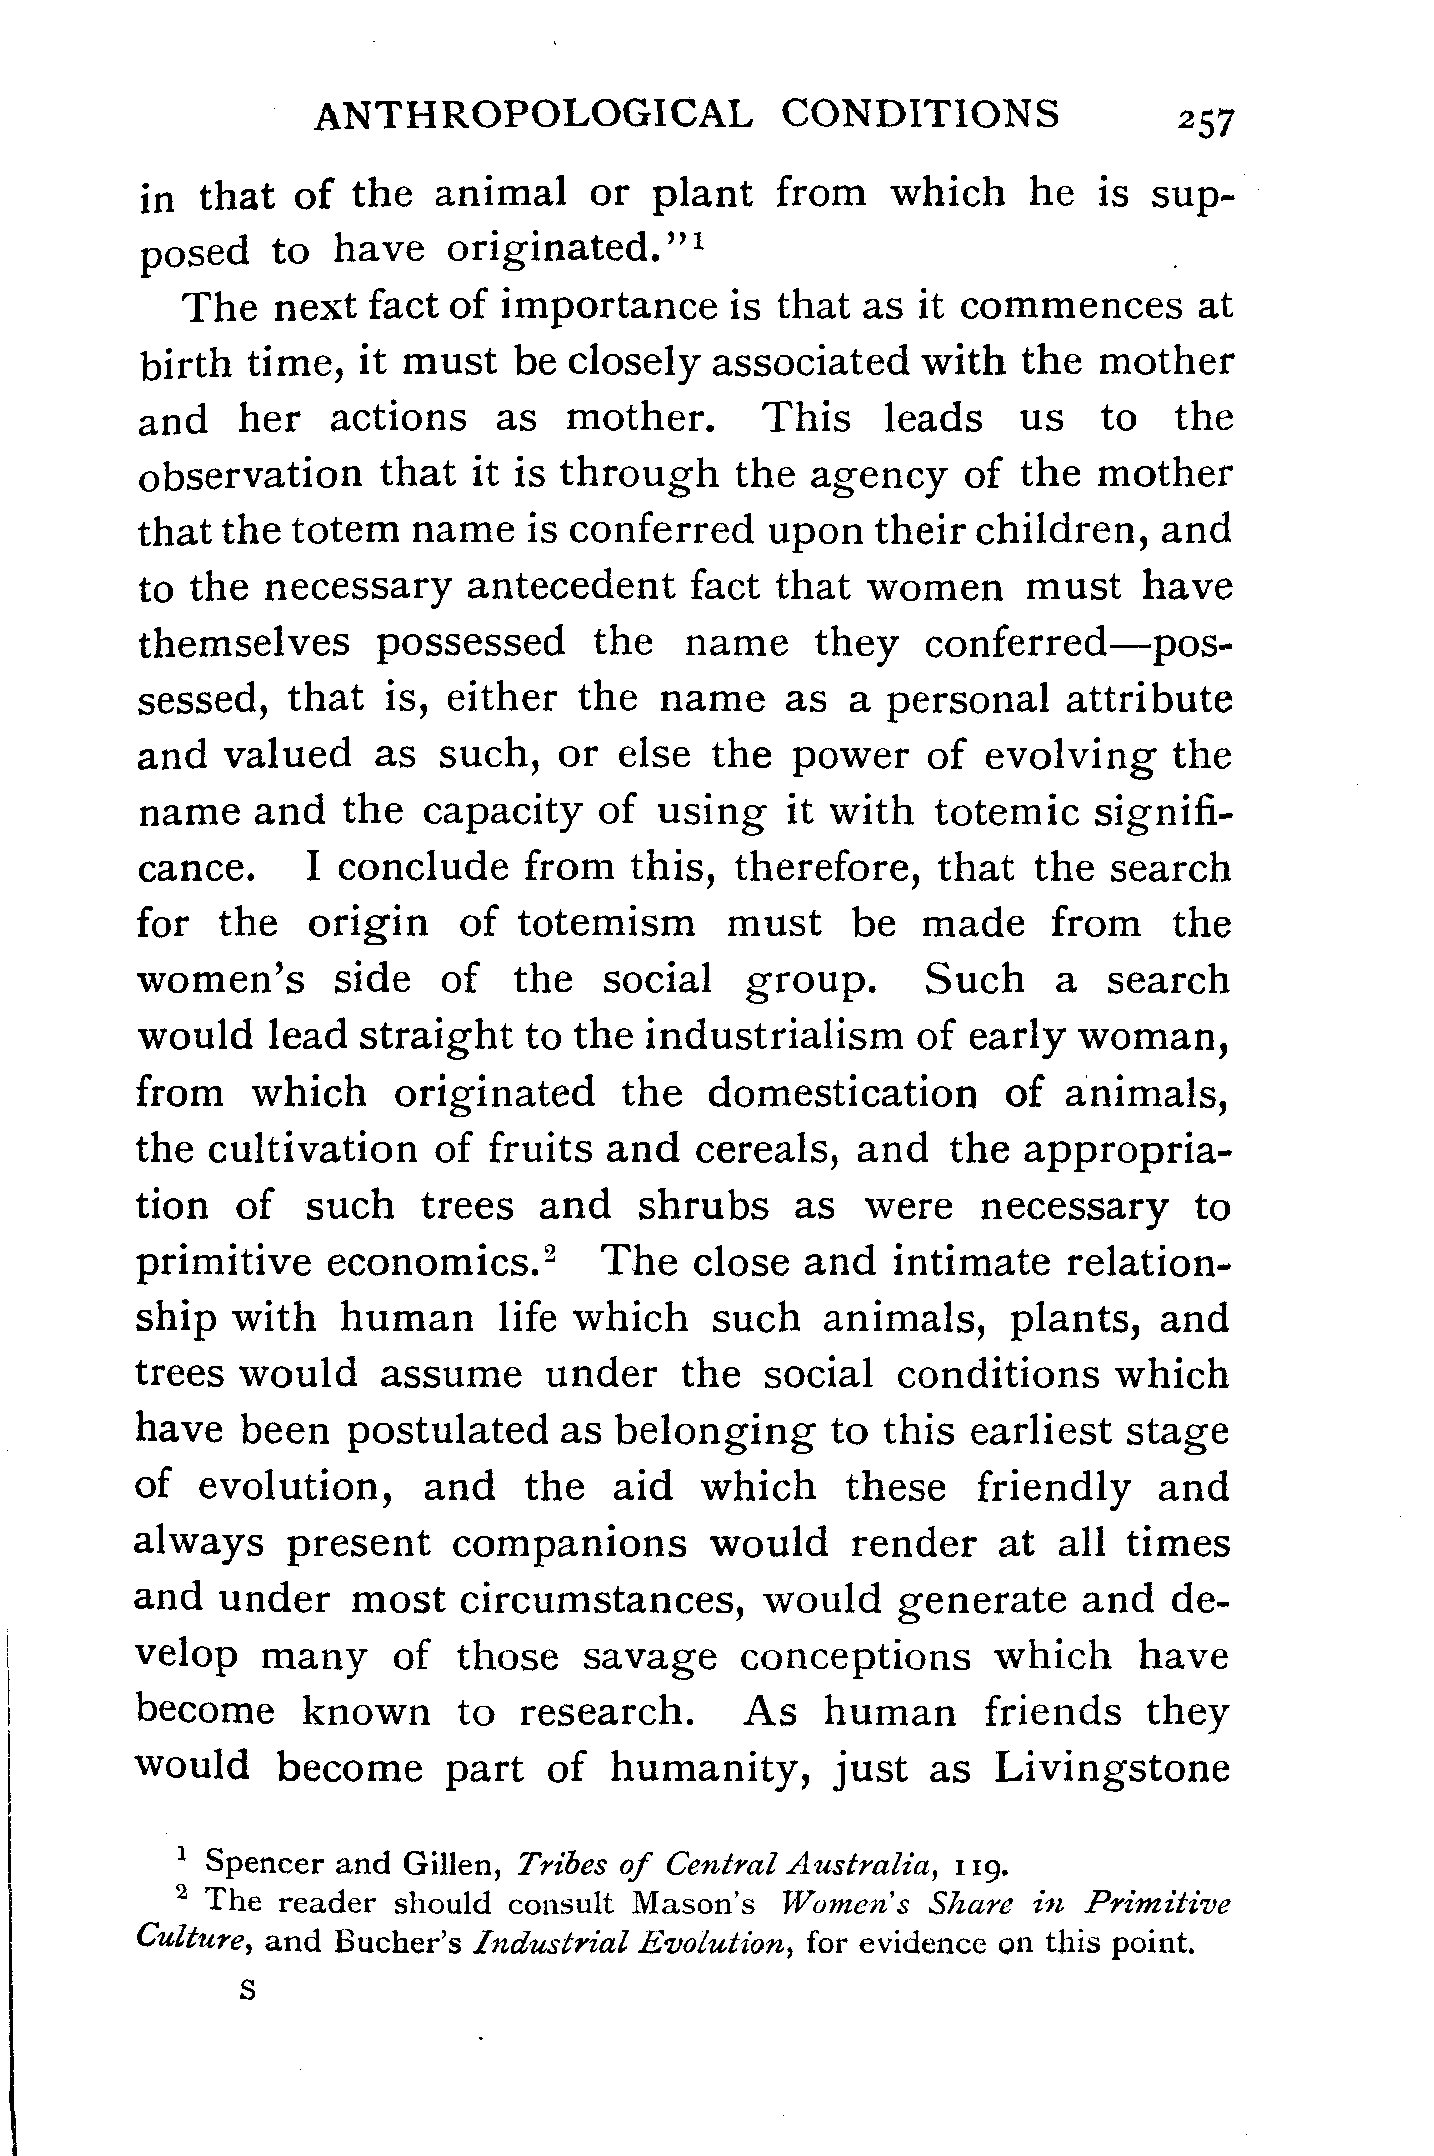 ANTHROPOLOGICAL CONDITIONS 257
in that of the animal or plant from which he is sup-
posed to have originated."¹
The next fact of importance is that as it commences at
birth time, it must be closely associated with the mother
and her actions as mother. This leads us to the
observation that it is through the agency of the mother
that the totem name is conferred upon their children, and
to the necessary antecedent fact that women must have
themselves possessed the name they conferred—pos-
sessed, that is, either the name as a personal attribute
and valued as such, or else the power of evolving the
name and the capacity of using it with totemic signifi-
cance. I conclude from this, therefore, that the search
for the origin of totemism must be made from the
women's side of the social group. Such a search
would lead straight to the industrialism of early woman,
from which originated the domestication of animals,
the cultivation of fruits and cereals, and the appropria-
tion of such trees and shrubs as were necessary to
primitive economics.² The close and intimate relation-
ship with human life which such animals, plants, and
trees would assume under the social conditions which
have been postulated as belonging to this earliest stage
of evolution, and the aid which these friendly and
always present companions would render at all times
and under most circumstances, would generate and de-
velop many of those savage conceptions which have
become known to research. As human friends they
would become part of humanity, just as Livingstone
¹ Spencer and Gillen, Tribes of Central Australia, 119.
² The reader should consult Mason's Women's Share in Primitive
Culture, and Bucher's Industrial Evolution, for evidence on this point.
S